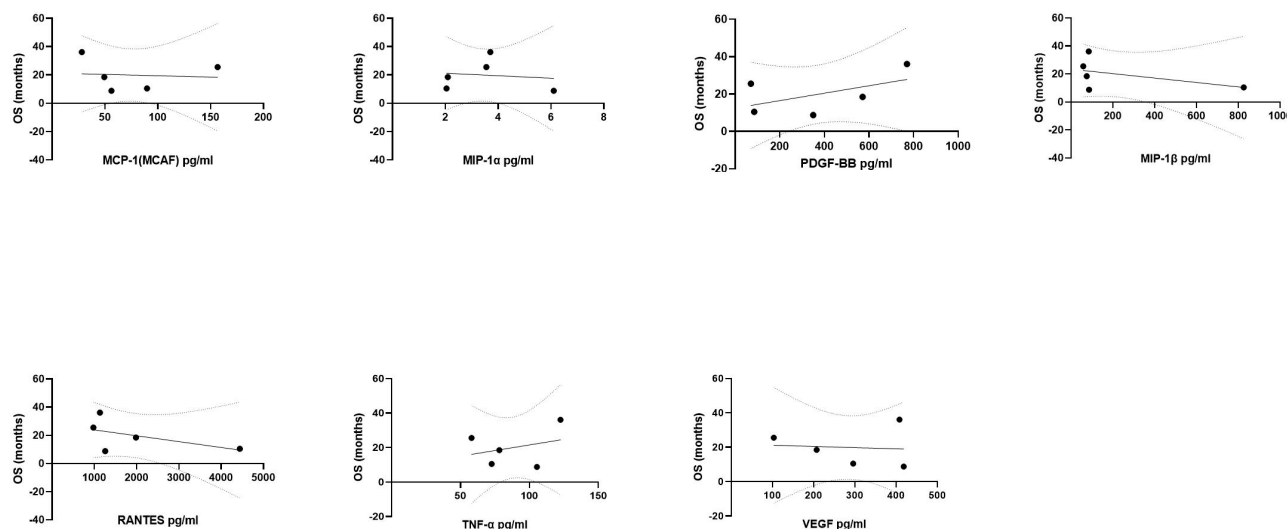 60
40
20
0
-20
-40
OS (months)
50 100 150 200
MCP-1(MCAF) pg/ml
60
40
20
0
-20
-40
OS (months)
2 4 6 8
MIP-1α pg/ml
60
40
20
0
-20
OS (months)
200 400 600 800 1000
PDGF-BB pg/ml
60
40
20
0
-20
-40
OS (months)
200 400 600 800 1000
MIP-1β pg/ml
60
40
20
0
-20
-40
OS (months)
1000 2000 3000 4000 5000
RANTES pg/ml
60
40
20
0
-20
OS (months)
50 100 150
TNF-α pg/ml
60
40
20
0
-20
OS (months)
100 200 300 400 500
VEGF pg/ml